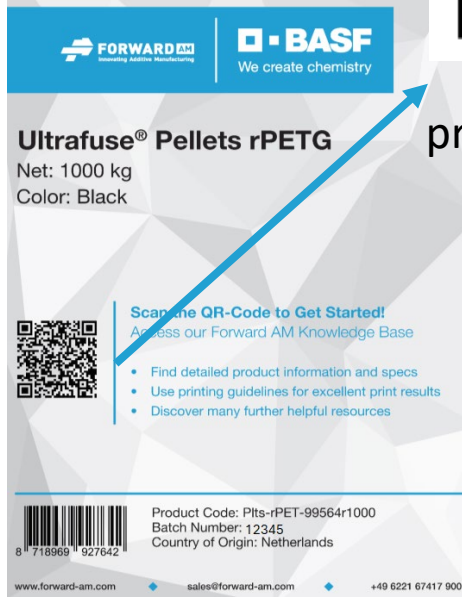 FORWARD AM
Innovating Additive Manufacturing
BASF
We create chemistry
Ultrafuse® Pellets rPETG
pr
Net: 1000 kg
Color: Black
Scan the QR-Code to Get Started!
Access our Forward AM Knowledge Base
• Find detailed product information and specs
• Use printing guidelines for excellent print results
• Discover many further helpful resources
Product Code: Plts-rPET-99564r1000
Batch Number: 12345
Country of Origin: Netherlands
8 718969 927642
www.forward-am.com
sales@forward-am.com
+49 6221 67417 900